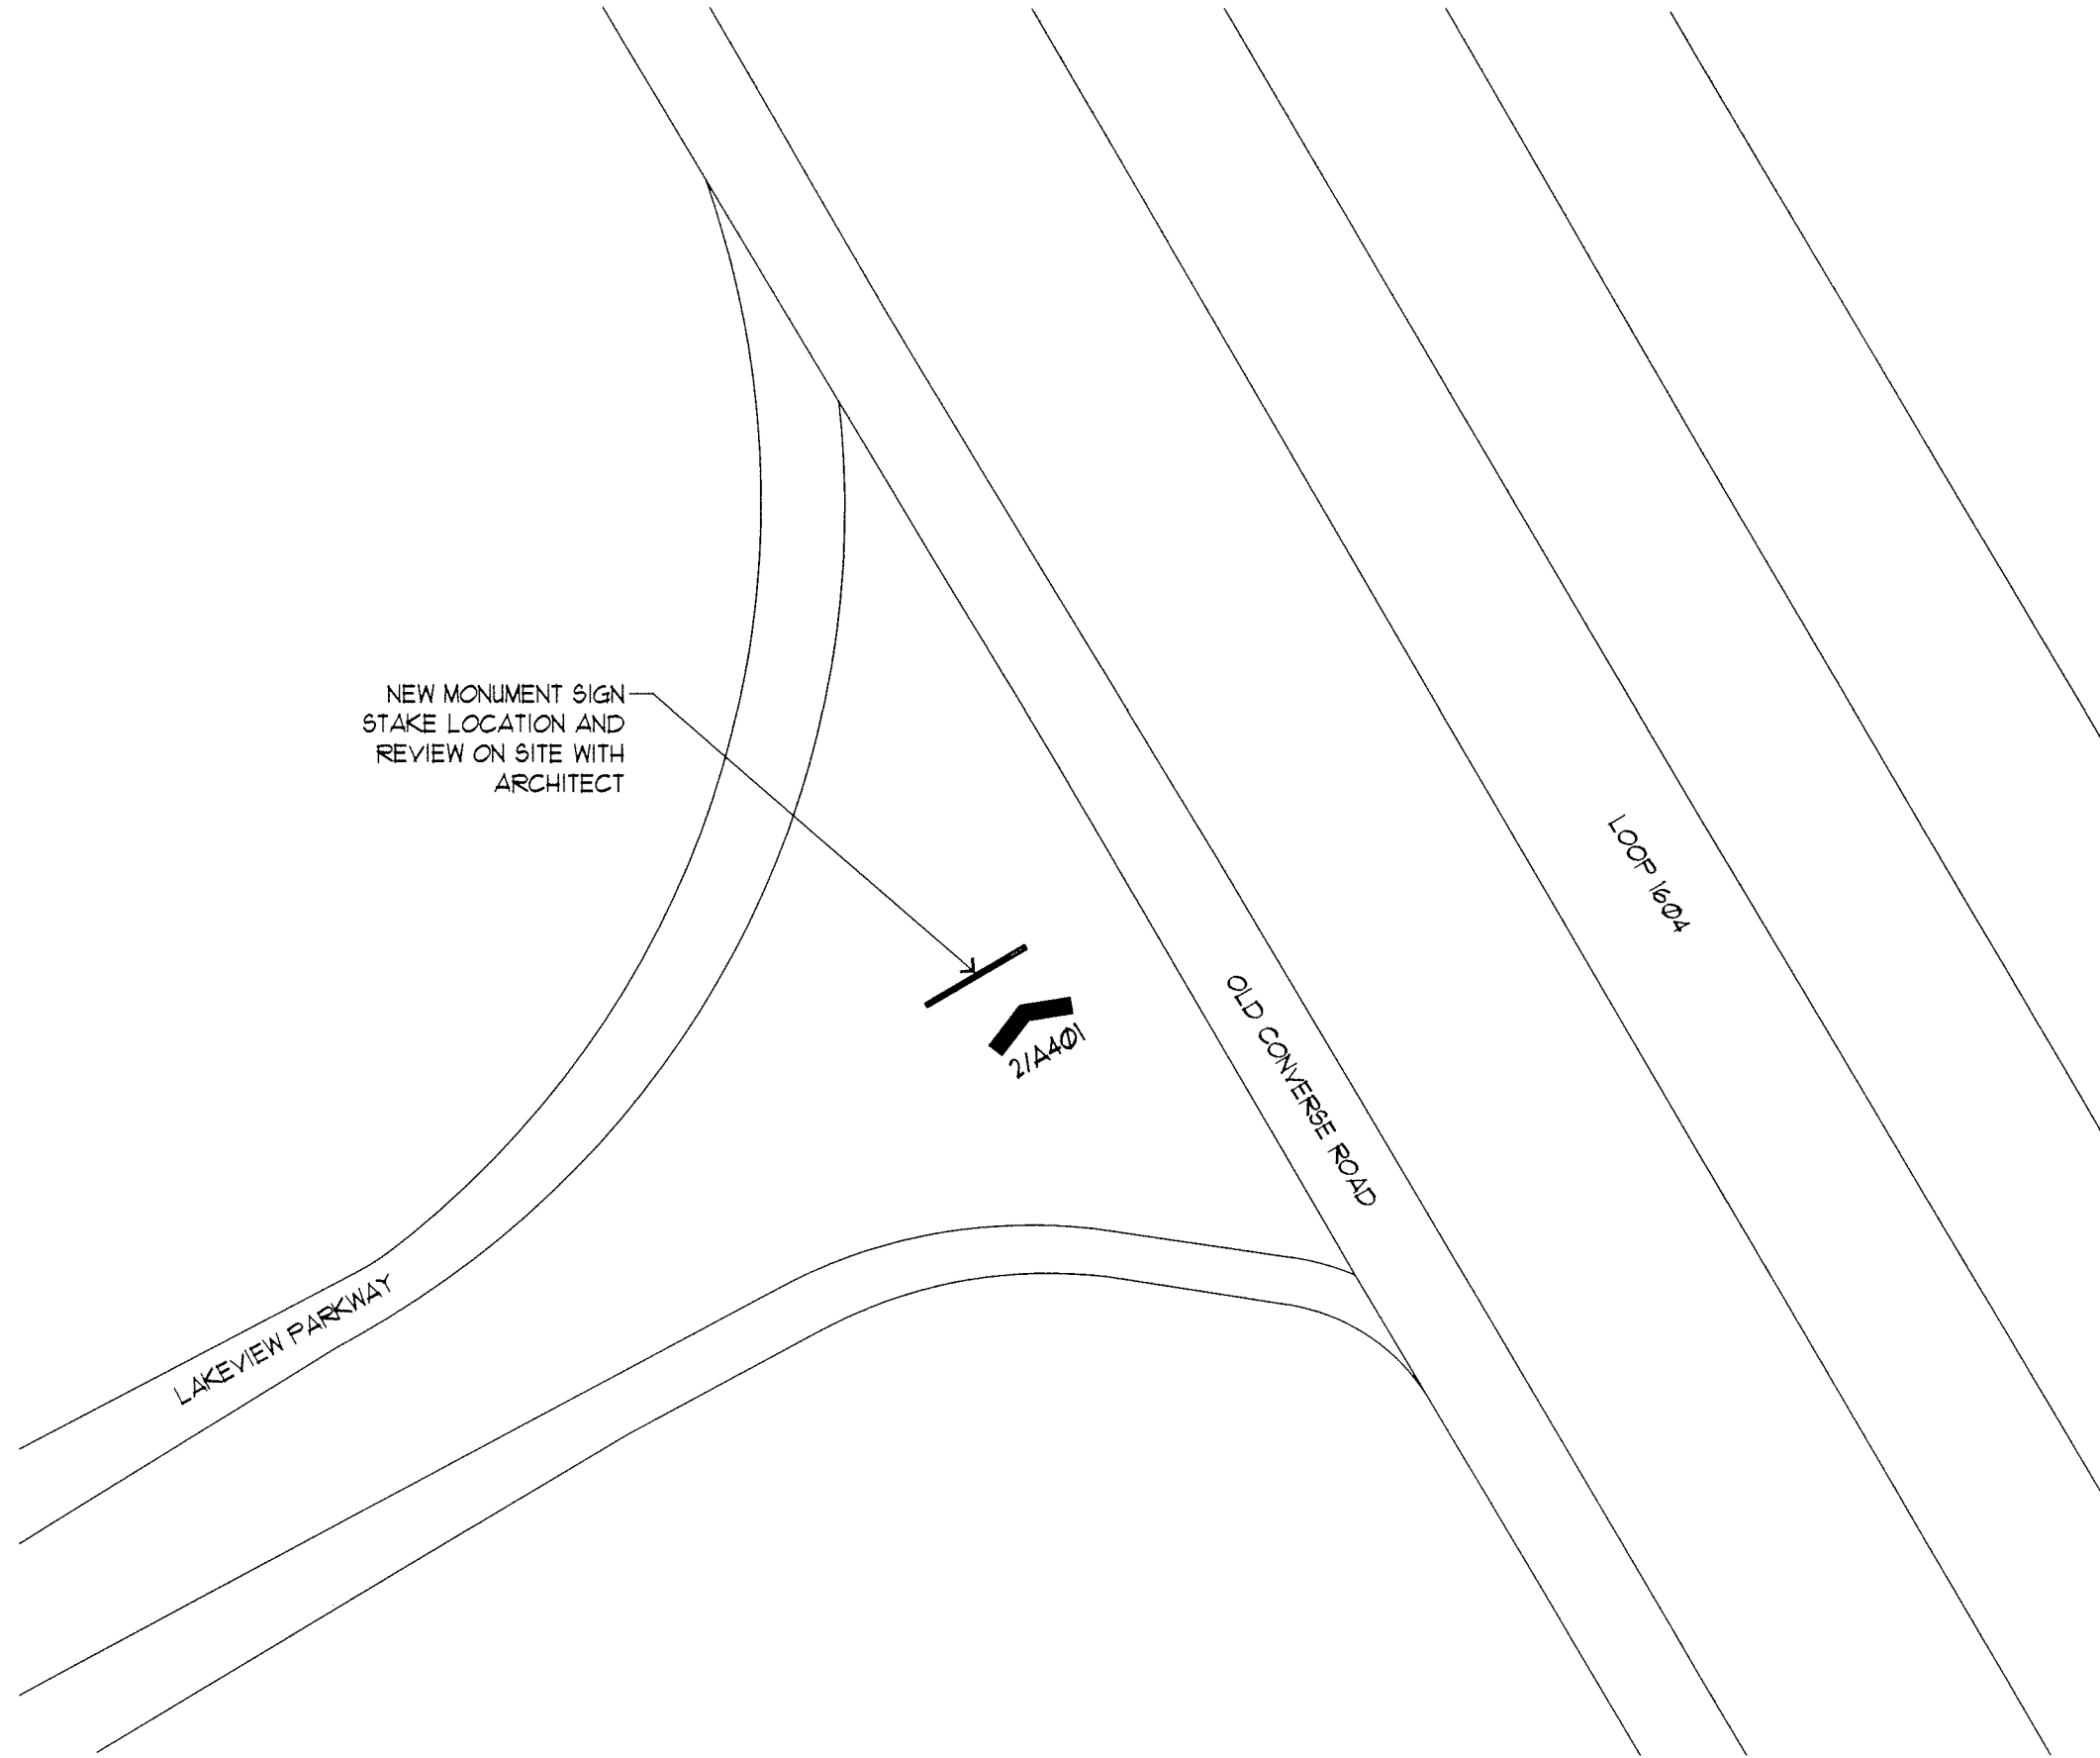 NEW MONUMENT SIGN
STAKE LOCATION AND
REVIEW ON SITE WITH
ARCHITECT
LOOP 1604
OLD CONVERSE ROAD
2/A401
LAKEVIEW PARKWAY